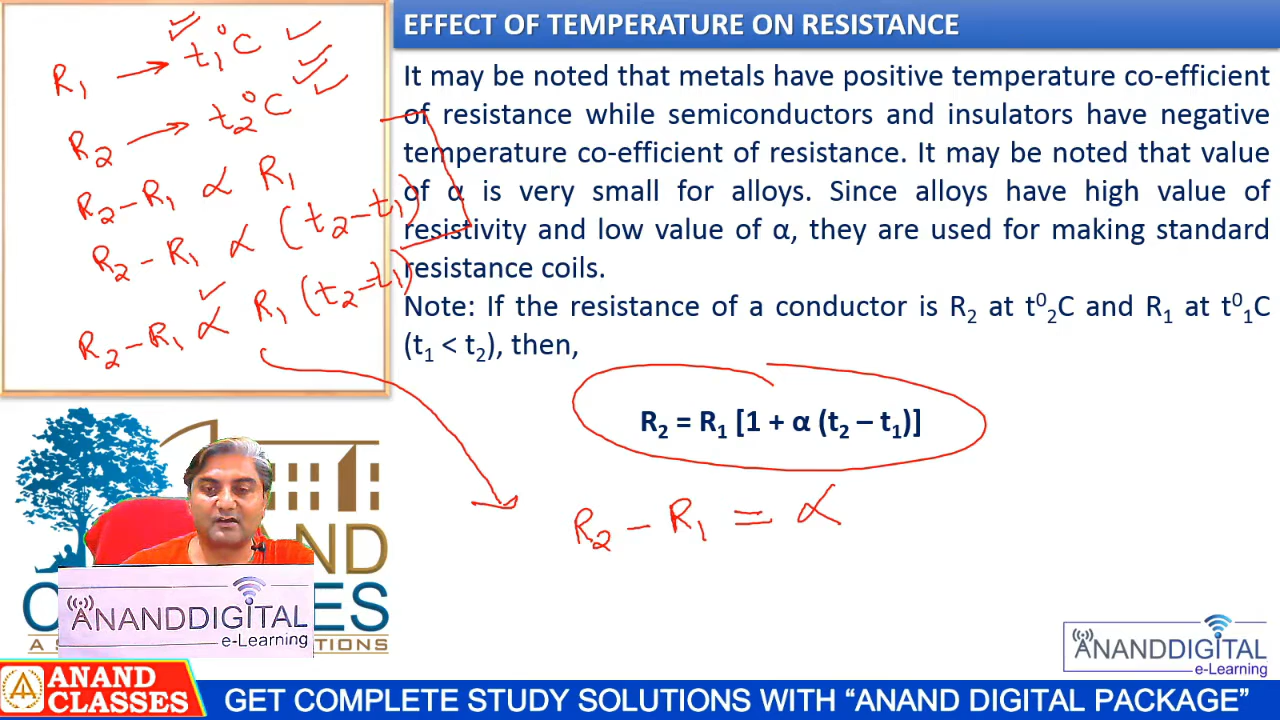 EFFECT OF TEMPERATURE ON RESISTANCE
R₁ → t₁°C
R₂ → t₂°C
R₂ – R₁ ∝ R₁
R₂ – R₁ ∝ (t₂ – t₁)
R₂ – R₁ ∝ R₁ (t₂ – t₁)
It may be noted that metals have positive temperature co-efficient
of resistance while semiconductors and insulators have negative
temperature co-efficient of resistance. It may be noted that value
of α is very small for alloys. Since alloys have high value of
resistivity and low value of α, they are used for making standard
resistance coils.
Note: If the resistance of a conductor is R₂ at t⁰₂C and R₁ at t⁰₁C
(t₁ < t₂), then,
R₂ = R₁ [1 + α (t₂ – t₁)]
R₂ – R₁ = α
ANANDDIGITAL
e-Learning
ANANDDIGITAL
e-Learning
ANAND
CLASSES
GET COMPLETE STUDY SOLUTIONS WITH “ANAND DIGITAL PACKAGE”